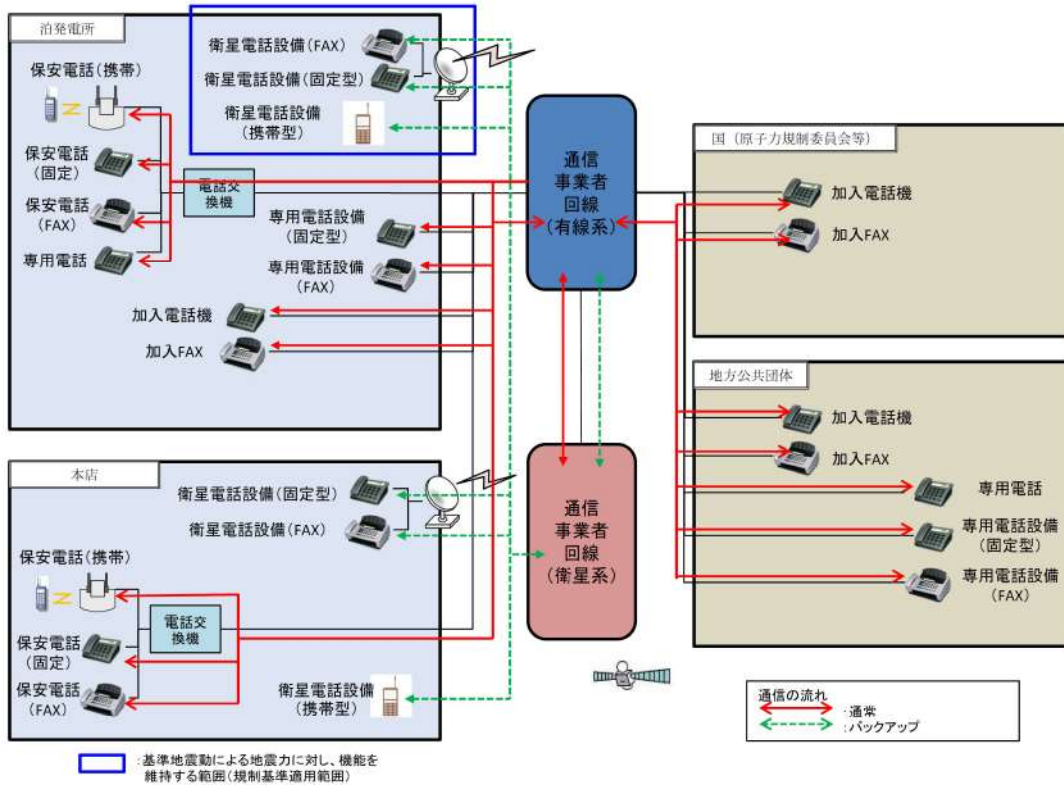 泊発電所
衛星電話設備(FAX)
衛星電話設備(固定型)
衛星電話設備
(携帯型)
保安電話(携帯)
保安電話
(固定)
保安電話
(FAX)
専用電話
電話交
換機
専用電話設備
(固定型)
専用電話設備
(FAX)
加入電話機
加入FAX
通信
事業者
回線
(有線系)
国（原子力規制委員会等）
加入電話機
加入FAX
地方公共団体
加入電話機
加入FAX
専用電話
専用電話設備
(固定型)
専用電話設備
(FAX)
本店
衛星電話設備(固定型)
衛星電話設備(FAX)
保安電話(携帯)
保安電話
(固定)
保安電話
(FAX)
電話交
換機
衛星電話設備
(携帯型)
通信
事業者
回線
(衛星系)
通信の流れ
：通常
：バックアップ
：基準地震動による地震力に対し、機能を
維持する範囲(規制基準適用範囲)